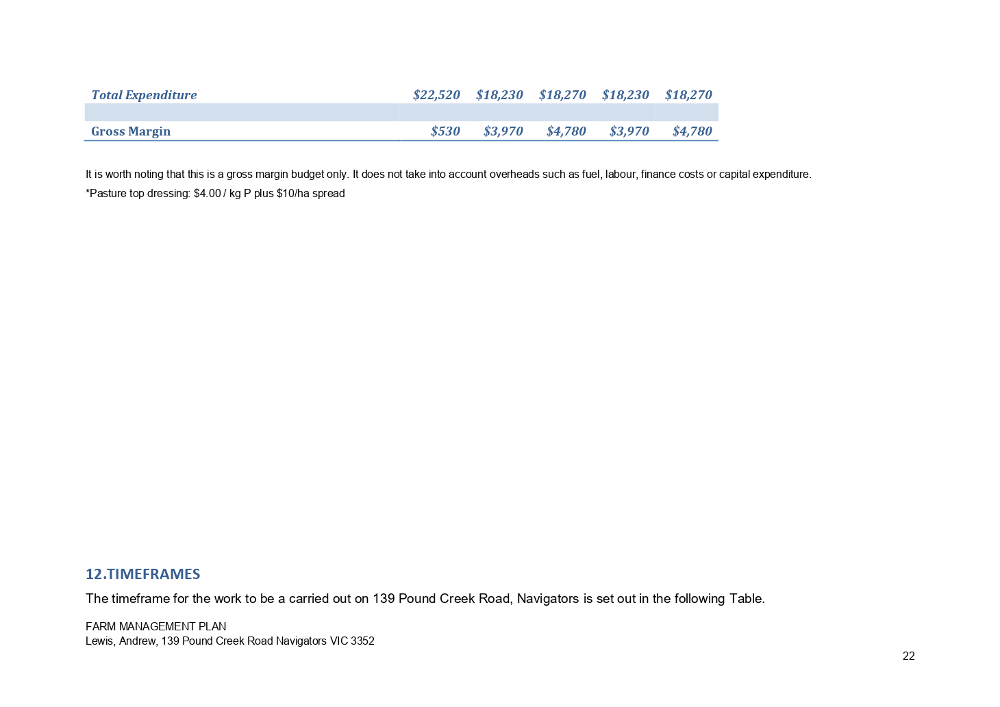 Total Expenditure $22,520 $18,230 $18,270 $18,230 $18,270
Gross Margin $530 $3,970 $4,780 $3,970 $4,780
It is worth noting that this is a gross margin budget only. It does not take into account overheads such as fuel, labour, finance costs or capital expenditure.
*Pasture top dressing: $4.00 / kg P plus $10/ha spread
12.TIMEFRAMES
The timeframe for the work to be a carried out on 139 Pound Creek Road, Navigators is set out in the following Table.
FARM MANAGEMENT PLAN
Lewis, Andrew, 139 Pound Creek Road Navigators VIC 3352
22